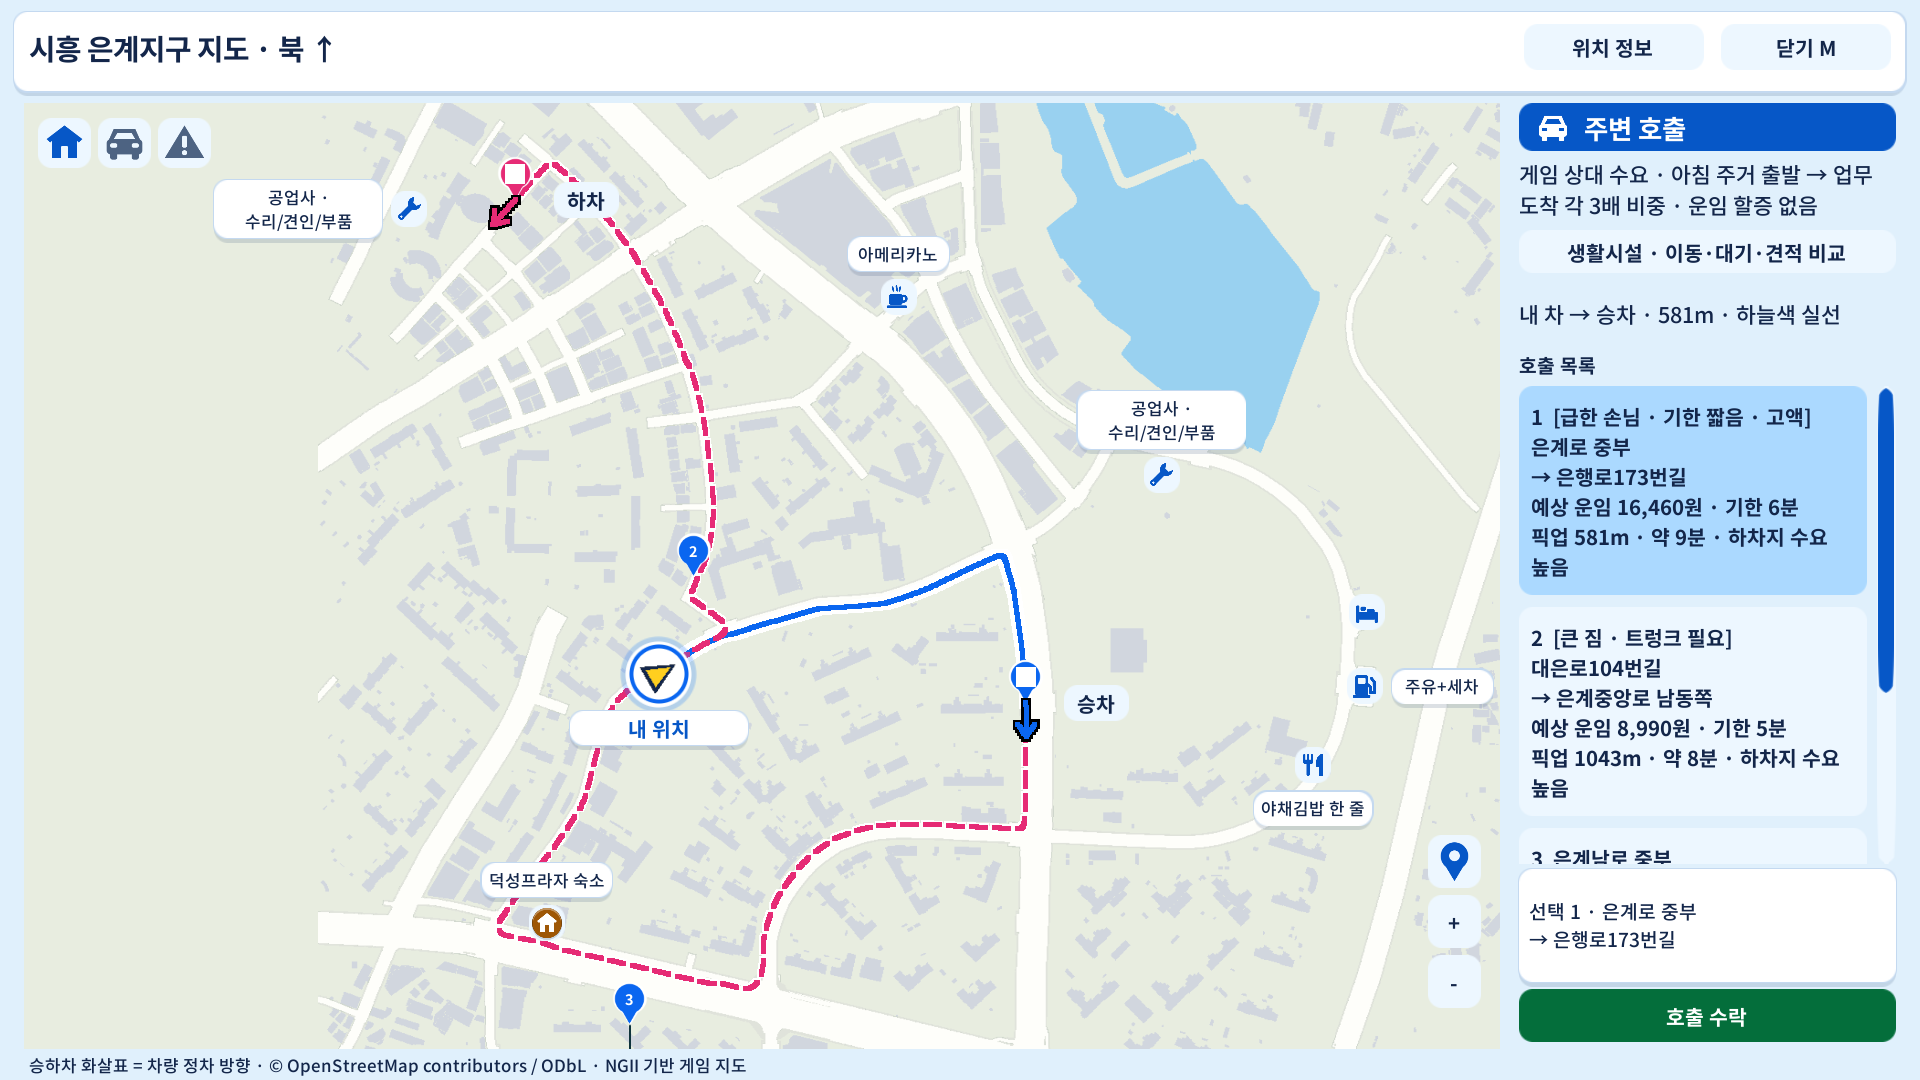 시흥 은계지구 지도 · 북 ↑
위치 정보
닫기 M
공업사 ·
수리/견인/부품
하차
아메리카노
공업사 ·
수리/견인/부품
2
내 위치
승차
주유+세차
야채김밥 한 줄
덕성프라자 숙소
3
+
-
주변 호출
게임 상대 수요 · 아침 주거 출발 → 업무
도착 각 3배 비중 · 운임 할증 없음
생활시설 · 이동·대기·견적 비교
내 차 → 승차 · 581m · 하늘색 실선
호출 목록
1 [급한 손님 · 기한 짧음 · 고액]
은계로 중부
→ 은행로173번길
예상 운임 16,460원 · 기한 6분
픽업 581m · 약 9분 · 하차지 수요
높음
2 [큰 짐 · 트렁크 필요]
대은로104번길
→ 은계중앙로 남동쪽
예상 운임 8,990원 · 기한 5분
픽업 1043m · 약 8분 · 하차지 수요
높음
3 은계남로 중부
선택 1 · 은계로 중부
→ 은행로173번길
호출 수락
승하차 화살표 = 차량 정차 방향 · © OpenStreetMap contributors / ODbL · NGII 기반 게임 지도